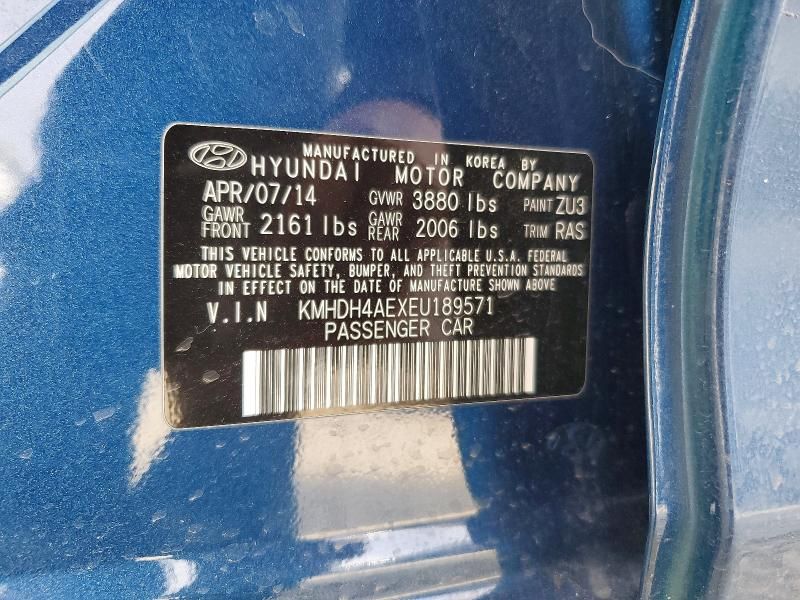 MANUFACTURED IN KOREA BY
HYUNDAI MOTOR COMPANY
APR/07/14 GVWR 3880 lbs PAINT ZU3
GAWR FRONT 2161 lbs GAWR REAR 2006 lbs TRIM RAS
THIS VEHICLE CONFORMS TO ALL APPLICABLE U.S.A. FEDERAL
MOTOR VEHICLE SAFETY, BUMPER, AND THEFT PREVENTION STANDARDS
IN EFFECT ON THE DATE OF MANUFACTURE SHOWN ABOVE
V.I.N KMHDH4AEXEU189571
PASSENGER CAR